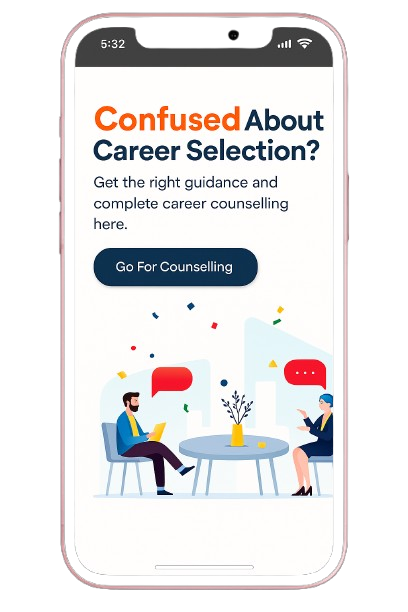 5:32
Confused About
Career Selection?
Get the right guidance and
complete career counselling
here.
Go For Counselling